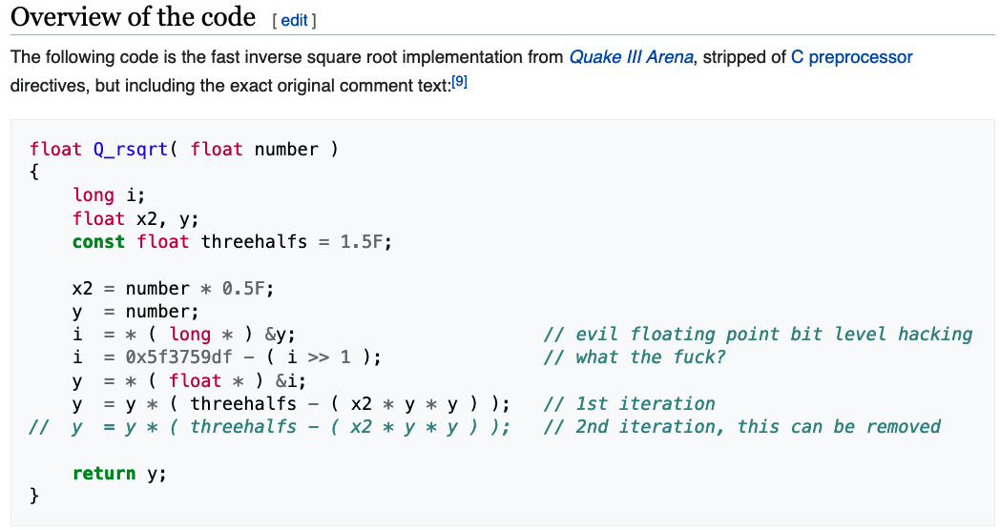 Overview of the code [ edit ]
The following code is the fast inverse square root implementation from Quake III Arena, stripped of C preprocessor
directives, but including the exact original comment text:[9]
float Q_rsqrt( float number )
{
    long i;
    float x2, y;
    const float threehalfs = 1.5F;

    x2 = number * 0.5F;
    y  = number;
    i  = * ( long * ) &y;                       // evil floating point bit level hacking
    i  = 0x5f3759df - ( i >> 1 );               // what the fuck?
    y  = * ( float * ) &i;
    y  = y * ( threehalfs - ( x2 * y * y ) );   // 1st iteration
//  y  = y * ( threehalfs - ( x2 * y * y ) );   // 2nd iteration, this can be removed

    return y;
}